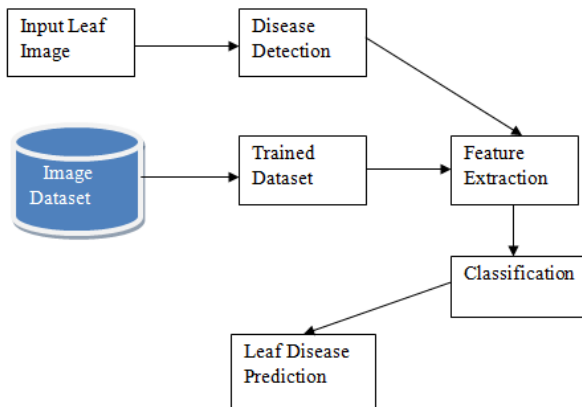 Input Leaf
Image
Disease
Detection
Image
Dataset
Trained
Dataset
Feature
Extraction
Classification
Leaf Disease
Prediction